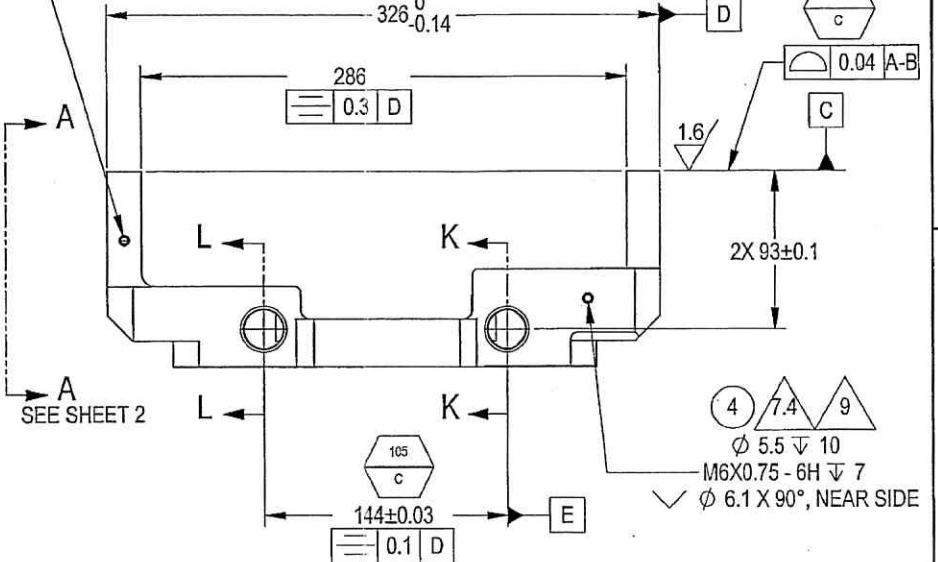 326 0 -0.14
D
C
⌓ 0.04 A-B
286
⌯ 0.3 D
A
1.6
C
L
K
2X 93±0.1
A
SEE SHEET 2
L
K
4 7.4 9
Ø 5.5 ↧ 10
M6X0.75 - 6H ↧ 7
⌵ Ø 6.1 X 90°, NEAR SIDE
105
C
144±0.03
E
⌯ 0.1 D